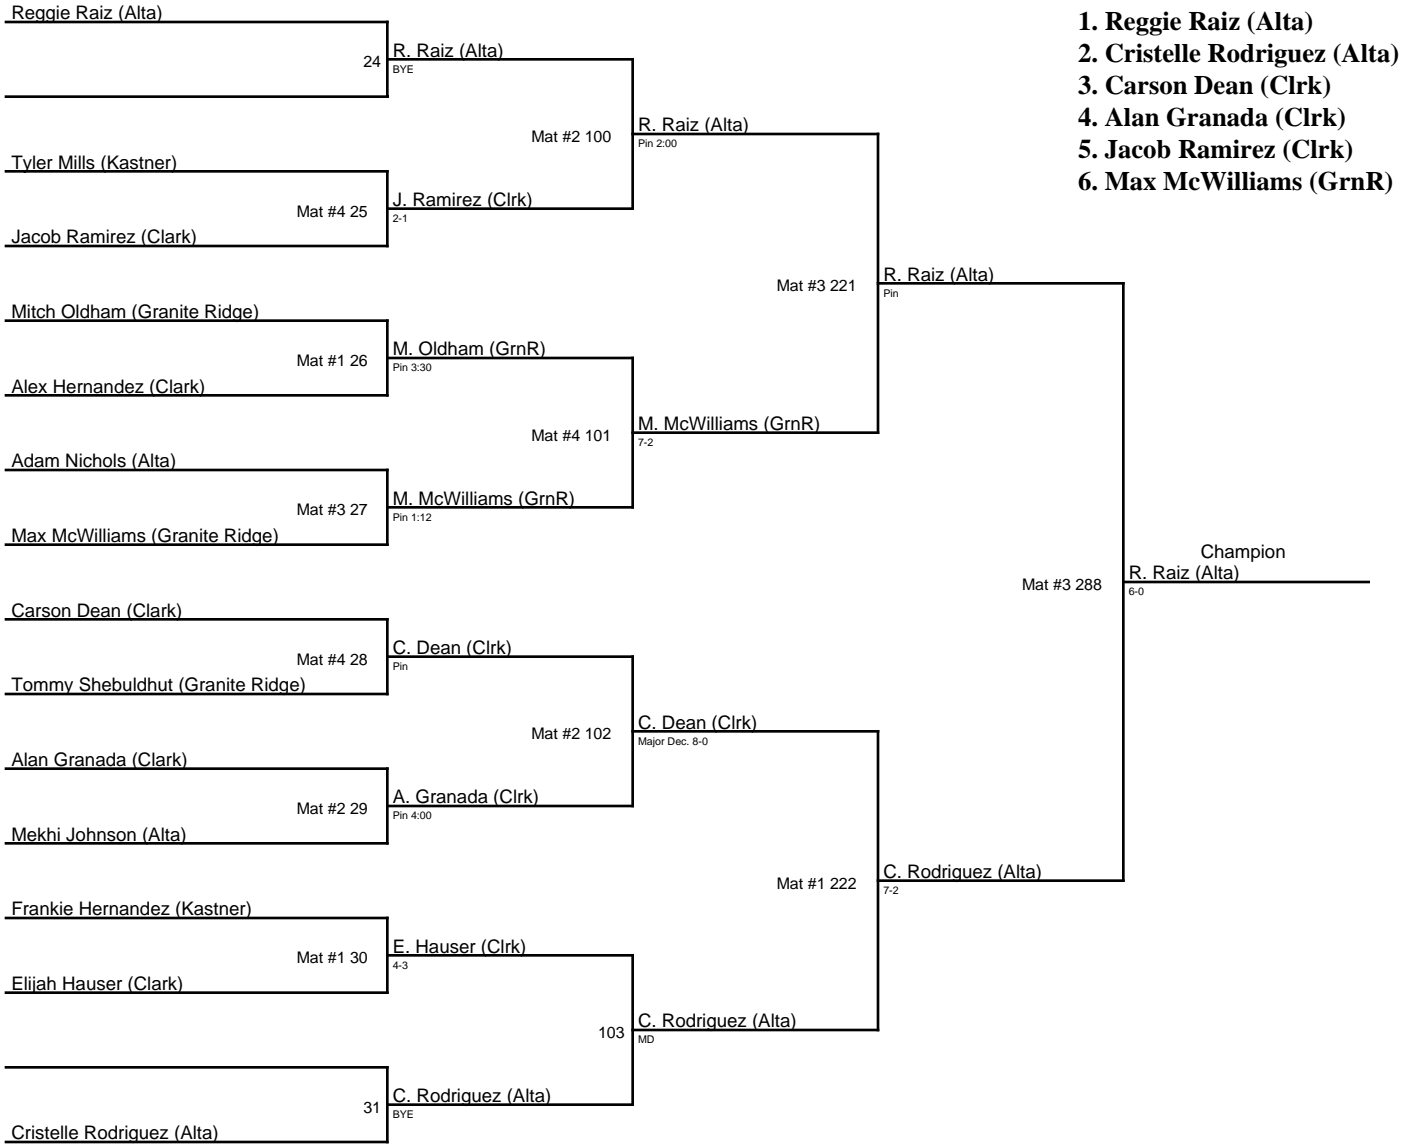 Reggie Raiz (Alta)
24
R. Raiz (Alta)
BYE
Tyler Mills (Kastner)
Mat #4 25
J. Ramirez (Clrk)
2-1
Jacob Ramirez (Clark)
Mat #2 100
R. Raiz (Alta)
Pin 2:00
Mitch Oldham (Granite Ridge)
Mat #1 26
M. Oldham (GrnR)
Pin 3:30
Alex Hernandez (Clark)
Mat #4 101
M. McWilliams (GrnR)
7-2
Adam Nichols (Alta)
Mat #3 27
M. McWilliams (GrnR)
Pin 1:12
Max McWilliams (Granite Ridge)
Mat #3 221
R. Raiz (Alta)
Pin
Carson Dean (Clark)
Mat #4 28
C. Dean (Clrk)
Pin
Tommy Shebuldhut (Granite Ridge)
Mat #2 102
C. Dean (Clrk)
Major Dec. 8-0
Alan Granada (Clark)
Mat #2 29
A. Granada (Clrk)
Pin 4:00
Mekhi Johnson (Alta)
Mat #1 222
C. Rodriguez (Alta)
7-2
Frankie Hernandez (Kastner)
Mat #1 30
E. Hauser (Clrk)
4-3
Elijah Hauser (Clark)
103
C. Rodriguez (Alta)
MD
31
C. Rodriguez (Alta)
BYE
Cristelle Rodriguez (Alta)
Mat #3 288
Champion
R. Raiz (Alta)
6-0
1. Reggie Raiz (Alta)
2. Cristelle Rodriguez (Alta)
3. Carson Dean (Clrk)
4. Alan Granada (Clrk)
5. Jacob Ramirez (Clrk)
6. Max McWilliams (GrnR)